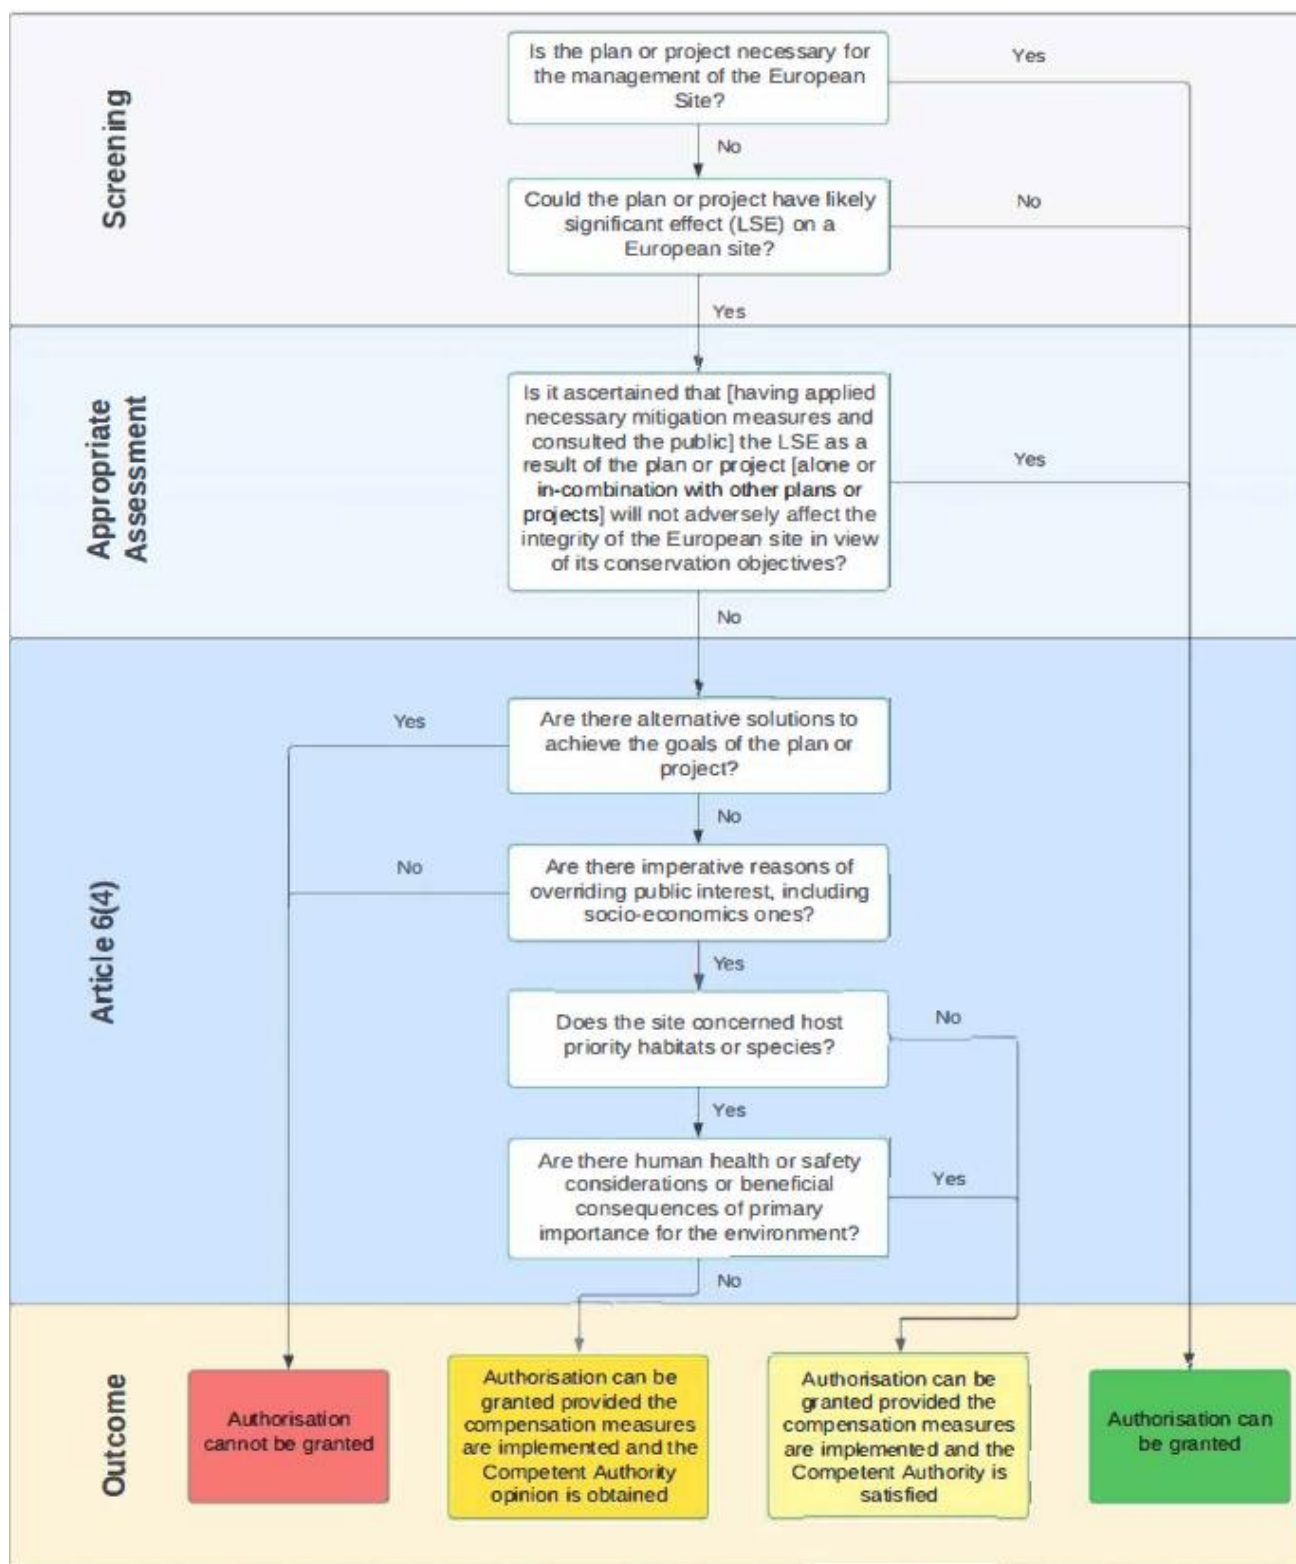 Screening
Is the plan or project necessary for
the management of the European
Site?
Yes
No
Could the plan or project have likely
significant effect (LSE) on a
European site?
No
Yes
Appropriate
Assessment
Is it ascertained that [having applied
necessary mitigation measures and
consulted the public] the LSE as a
result of the plan or project [alone or
in-combination with other plans or
projects] will not adversely affect the
integrity of the European site in view
of its conservation objectives?
Yes
No
Article 6(4)
Are there alternative solutions to
achieve the goals of the plan or
project?
Yes
No
Are there imperative reasons of
overriding public interest, including
socio-economics ones?
No
Yes
Does the site concerned host
priority habitats or species?
No
Yes
Are there human health or safety
considerations or beneficial
consequences of primary
importance for the environment?
Yes
No
Outcome
Authorisation
cannot be granted
Authorisation can be
granted provided the
compensation measures
are implemented and the
Competent Authority
opinion is obtained
Authorisation can be
granted provided the
compensation measures
are implemented and the
Competent Authority is
satisfied
Authorisation can
be granted